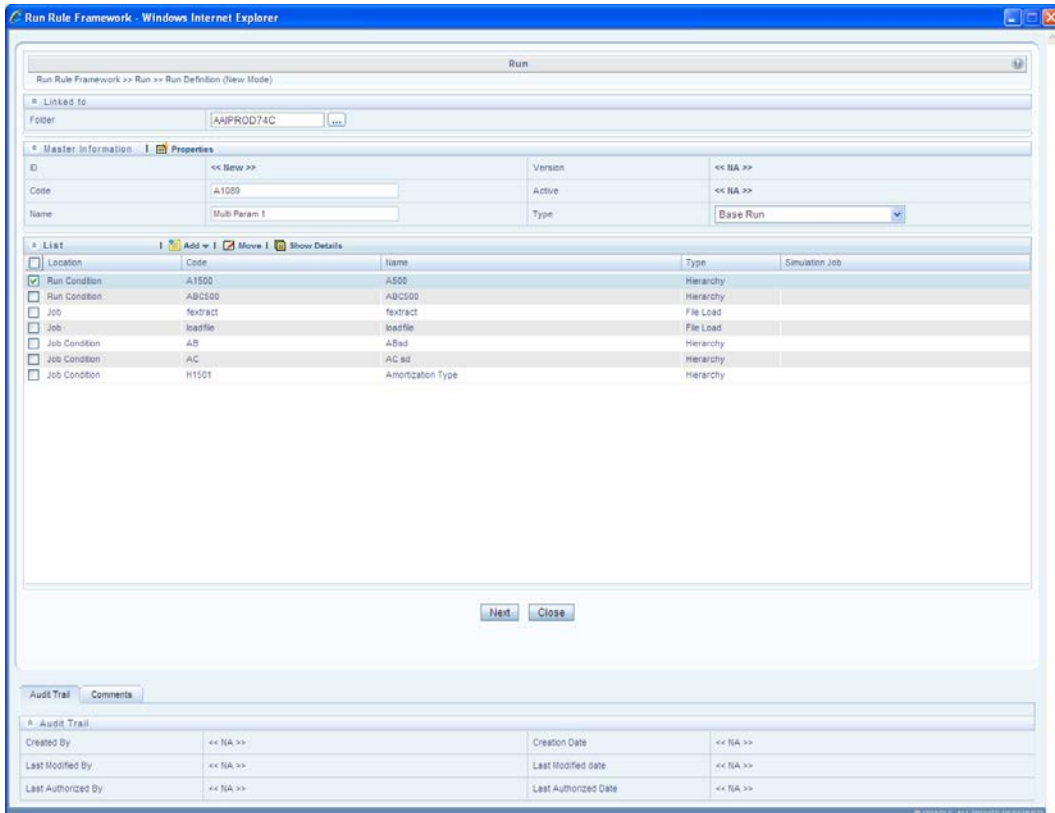 Run Rule Framework - Windows Internet Explorer
Run
Run Rule Framework >> Run >> Run Definition (New Mode)
Linked to
Folder AAIPROD74C ...
Master Information | Properties
ID << New >> Version << NA >>
Code A1089 Active << NA >>
Name Multi Param 1 Type Base Run
List | Add | Move | Show Details
Location Code Name Type Simulation Job
Run Condition A1500 A500 Hierarchy
Run Condition ABC500 ABC500 Hierarchy
Job fextract fextract File Load
Job loadfile loadfile File Load
Job Condition AB ABsd Hierarchy
Job Condition AC AC sd Hierarchy
Job Condition H1501 Amortization Type Hierarchy
Next Close
Audit Trail Comments
Audit Trail
Created By << NA >> Creation Date << NA >>
Last Modified By << NA >> Last Modified date << NA >>
Last Authorized By << NA >> Last Authorized Date << NA >>